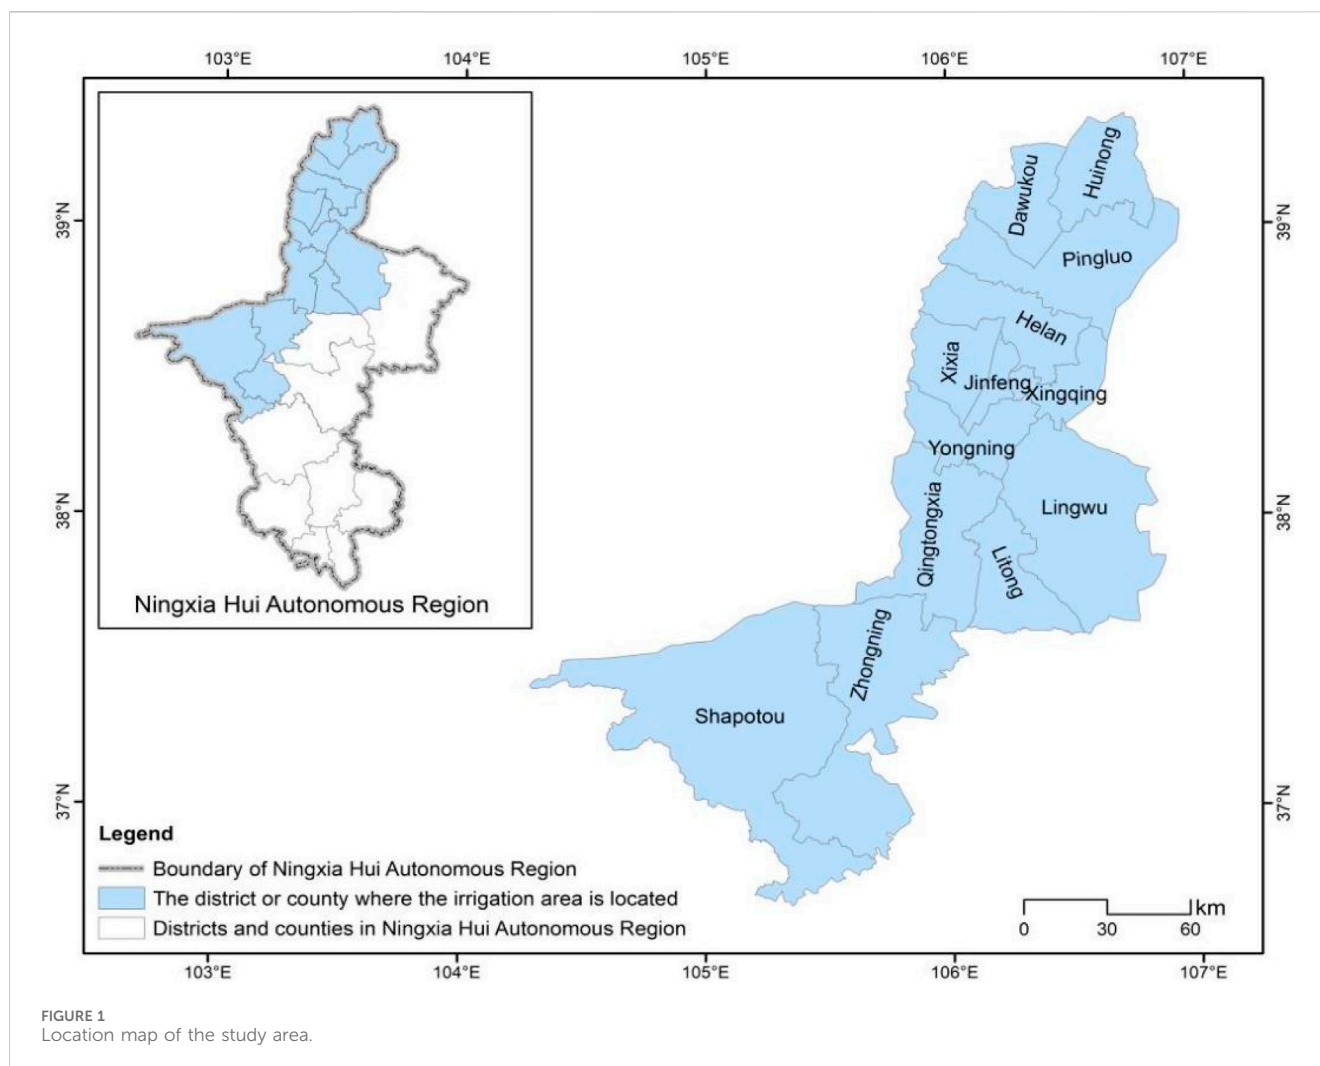 103°E 104°E 105°E 106°E 107°E
39°N
38°N
37°N
39°N
38°N
37°N
Huinong
Dawukou
Pingluo
Helan
Xixia
Jinfeng
Xingqing
Yongning
Lingwu
Qingtongxia
Litong
Zhongning
Shapotou
Ningxia Hui Autonomous Region
Legend
Boundary of Ningxia Hui Autonomous Region
The district or county where the irrigation area is located
Districts and counties in Ningxia Hui Autonomous Region
km
0 30 60
103°E 104°E 105°E 106°E 107°E
FIGURE 1
Location map of the study area.